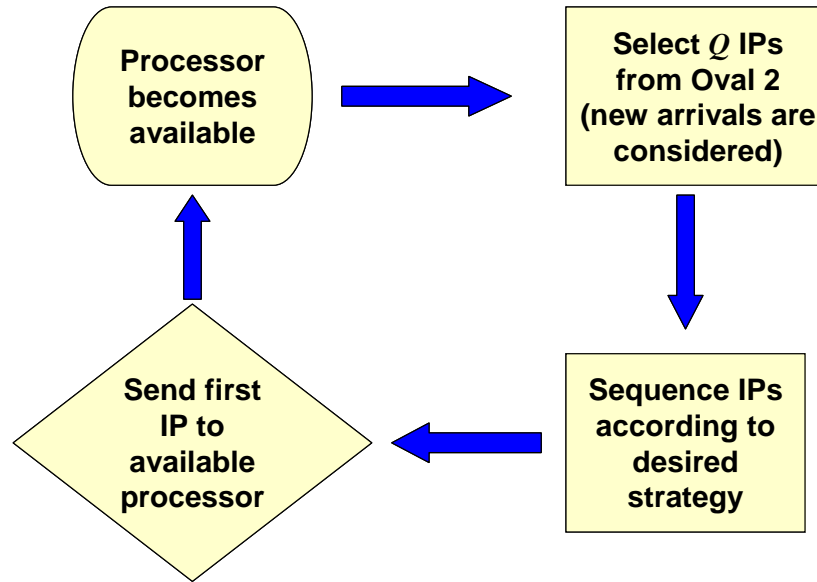 Processor
becomes
available
Select Q IPs
from Oval 2
(new arrivals are
considered)
Sequence IPs
according to
desired
strategy
Send first
IP to
available
processor